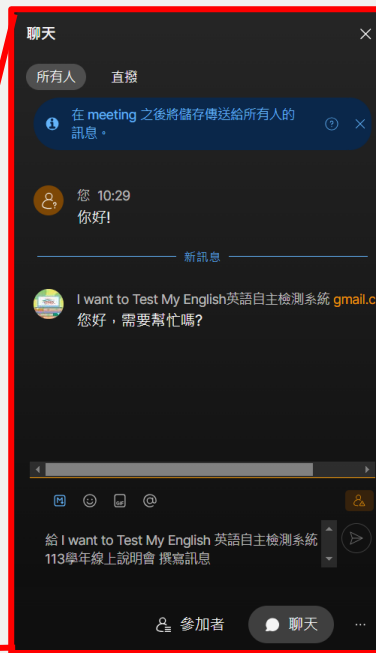 聊天
所有人 直撥
在 meeting 之後將儲存傳送給所有人的
訊息。
您 10:29
你好!
新訊息
I want to Test My English英語自主檢測系統 gmail.c
您好，需要幫忙嗎?
M
GIF
@
給 I want to Test My English 英語自主檢測系統
113學年線上說明會 撰寫訊息
參加者 聊天